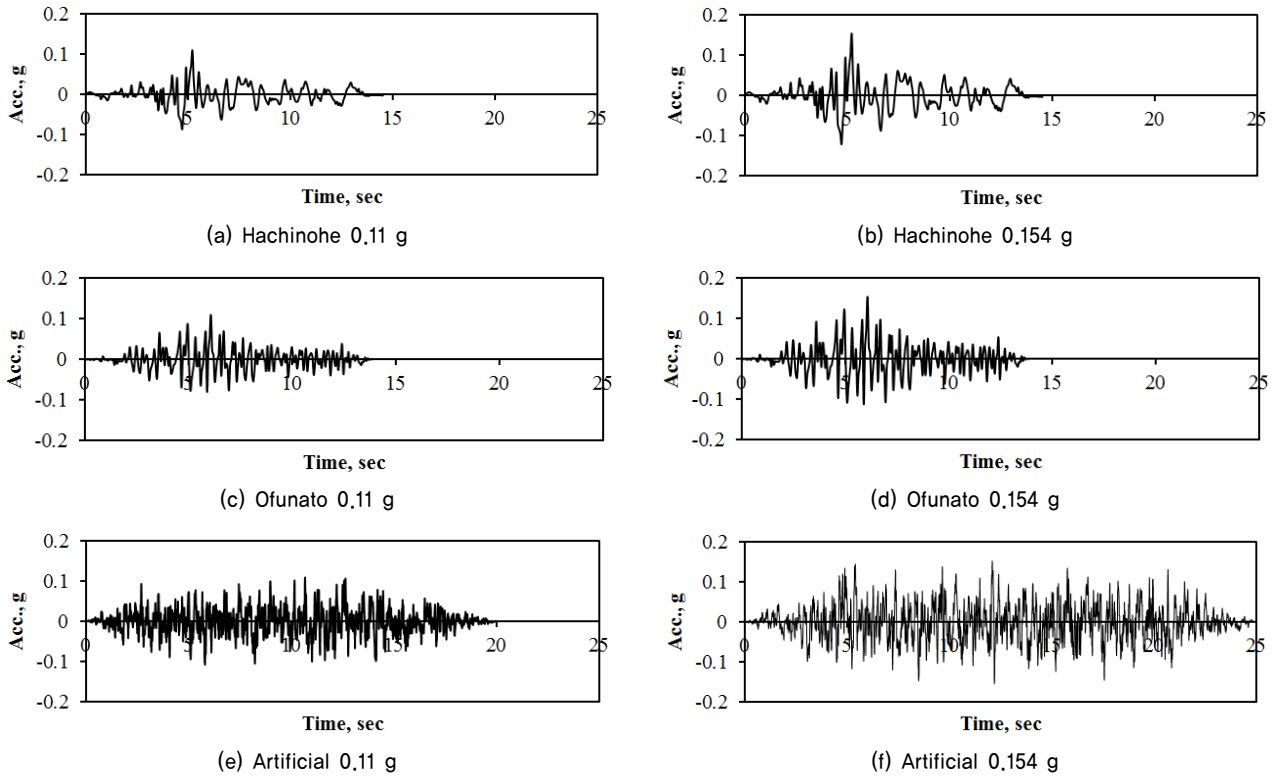 0.2
0.1
0
-0.1
-0.2
Acc., g
0 5 10 15 20 25
Time, sec
(a) Hachinohe 0.11 g
0.2
0.1
0
-0.1
-0.2
Acc., g
0 5 10 15 20 25
Time, sec
(b) Hachinohe 0.154 g
0.2
0.1
0
-0.1
-0.2
Acc., g
0 5 10 15 20 25
Time, sec
(c) Ofunato 0.11 g
0.2
0.1
0
-0.1
-0.2
Acc., g
0 5 10 15 20 25
Time, sec
(d) Ofunato 0.154 g
0.2
0.1
0
-0.1
-0.2
Acc., g
0 5 10 15 20 25
Time, sec
(e) Artificial 0.11 g
0.2
0.1
0
-0.1
-0.2
Acc., g
0 5 10 15 20 25
Time, sec
(f) Artificial 0.154 g